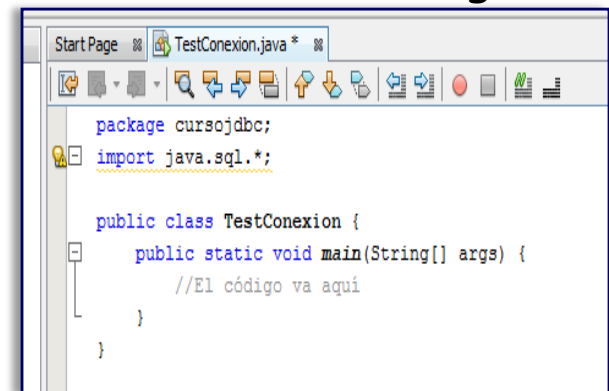 Start Page TestConexion.java *
package cursojdbc;
import java.sql.*;
public class TestConexion {
public static void main(String[] args) {
//El código va aquí
}
}